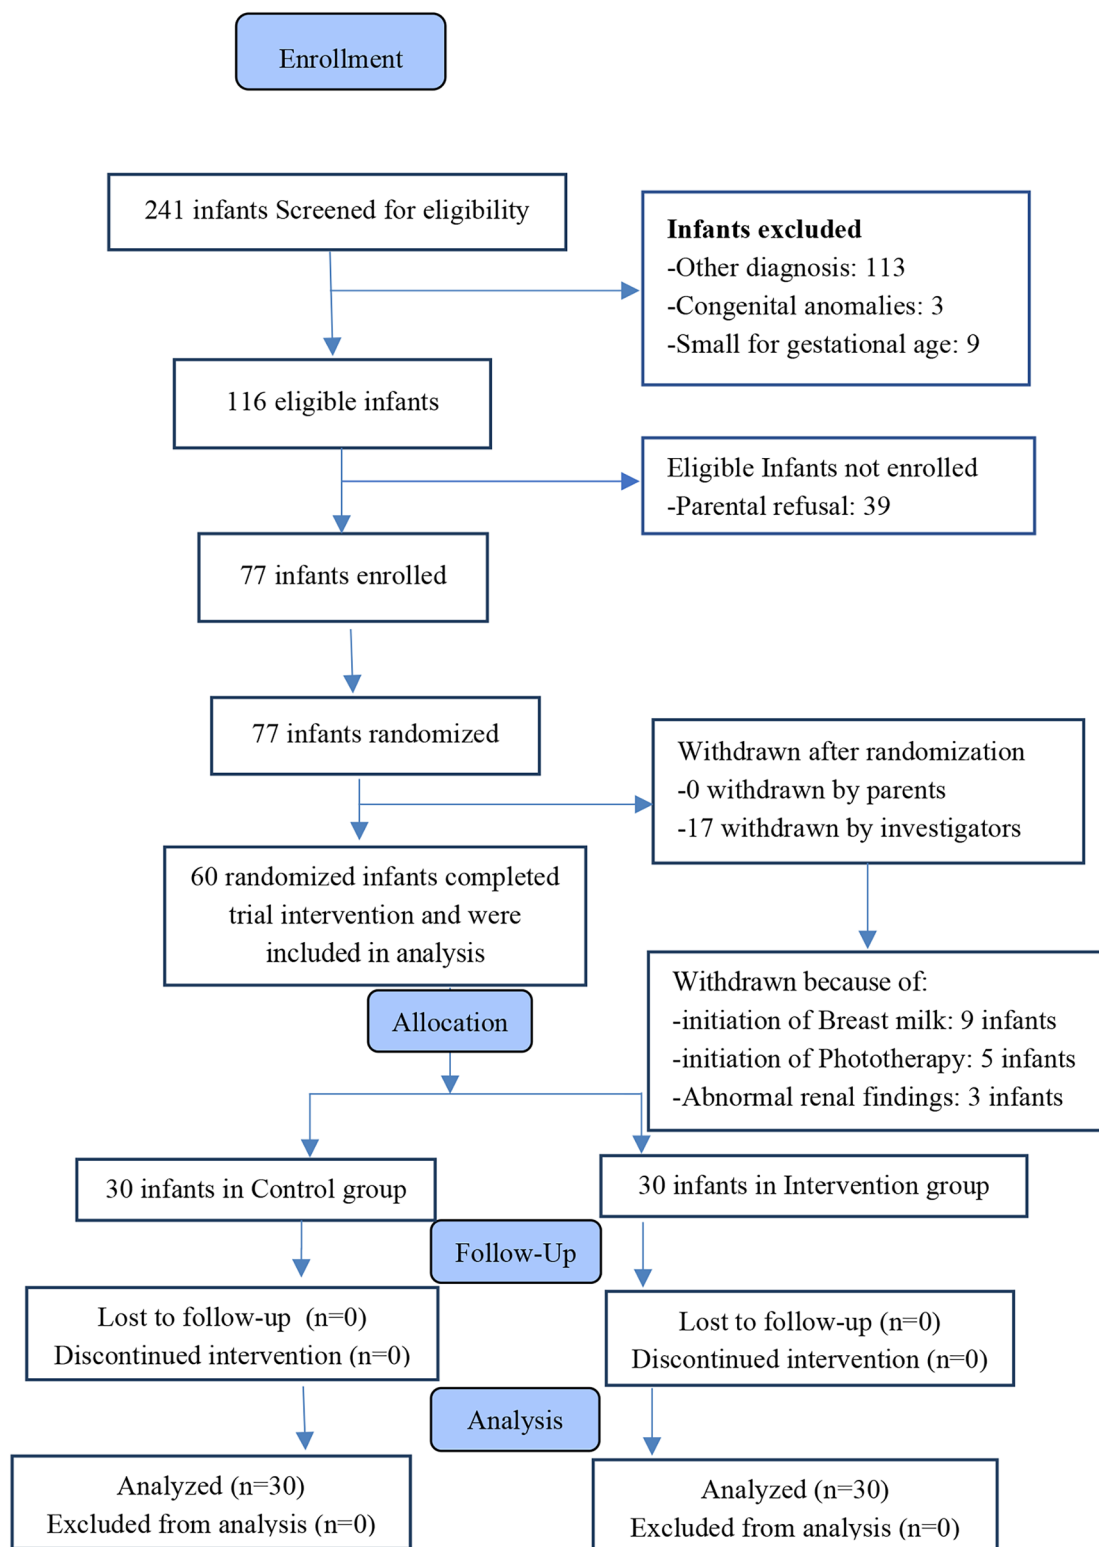 Enrollment
241 infants Screened for eligibility
Infants excluded
-Other diagnosis: 113
-Congenital anomalies: 3
-Small for gestational age: 9
116 eligible infants
Eligible Infants not enrolled
-Parental refusal: 39
77 infants enrolled
77 infants randomized
Withdrawn after randomization
-0 withdrawn by parents
-17 withdrawn by investigators
60 randomized infants completed
trial intervention and were
included in analysis
Withdrawn because of:
-initiation of Breast milk: 9 infants
-initiation of Phototherapy: 5 infants
-Abnormal renal findings: 3 infants
Allocation
30 infants in Control group
30 infants in Intervention group
Follow-Up
Lost to follow-up (n=0)
Discontinued intervention (n=0)
Lost to follow-up (n=0)
Discontinued intervention (n=0)
Analysis
Analyzed (n=30)
Excluded from analysis (n=0)
Analyzed (n=30)
Excluded from analysis (n=0)